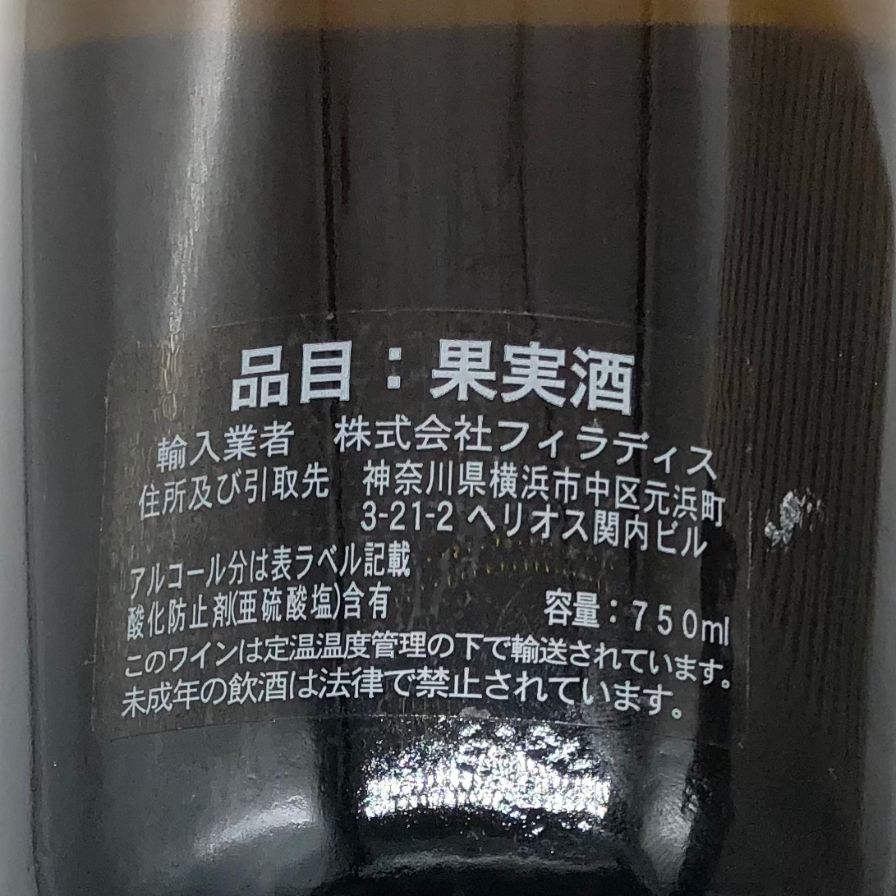 品目：果実酒
輸入業者　株式会社フィラディス
住所及び引取先　神奈川県横浜市中区元浜町
3-21-2 ヘリオス関内ビル
アルコール分は表ラベル記載
酸化防止剤(亜硫酸塩)含有　容量：７５０ml
このワインは定温温度管理の下で輸送されています。
未成年の飲酒は法律で禁止されています。